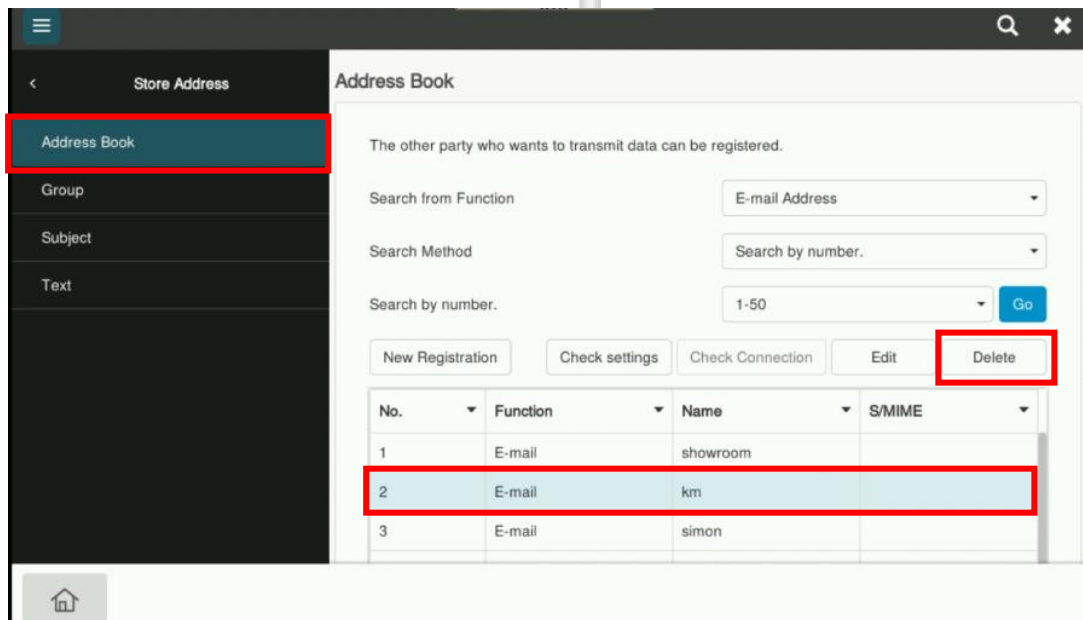 Store Address
Address Book
Group
Subject
Text
Address Book
The other party who wants to transmit data can be registered.
Search from Function
E-mail Address
Search Method
Search by number.
Search by number.
1-50
Go
New Registration
Check settings
Check Connection
Edit
Delete
No. Function Name S/MIME
1 E-mail showroom
2 E-mail km
3 E-mail simon